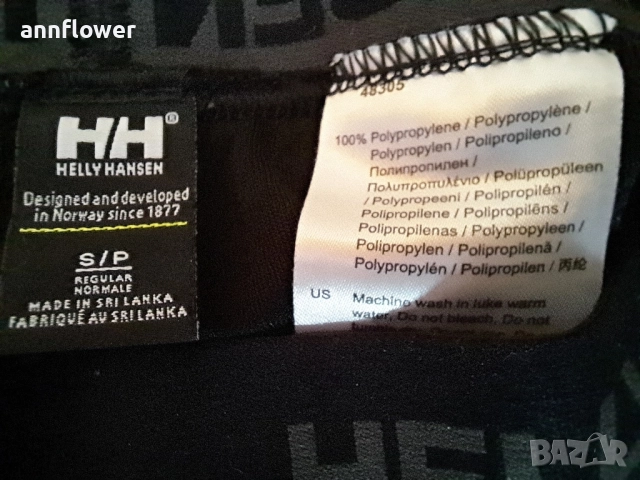 annflower
HH®
HELLY HANSEN
Designed and developed
in Norway since 1877
S/P
REGULAR
NORMALE
MADE IN SRI LANKA
FABRIQUÉ AU SRI LANKA
48305
100% Polypropylene / Polypropylène /
Polypropylen / Polipropileno /
Полипропилен /
Πολυπροπυλένιο / Polüpropüleen
/ Polypropeeni / Polipropilén /
Polipropilene / Polipropilēns /
Polipropilenas / Polypropyleen /
Polipropylen / Polipropilenă /
Polypropylén / Polipropilen / 丙纶
US Machine wash in luke warm
water, Do not bleach, Do not
HELLY
BAZAR